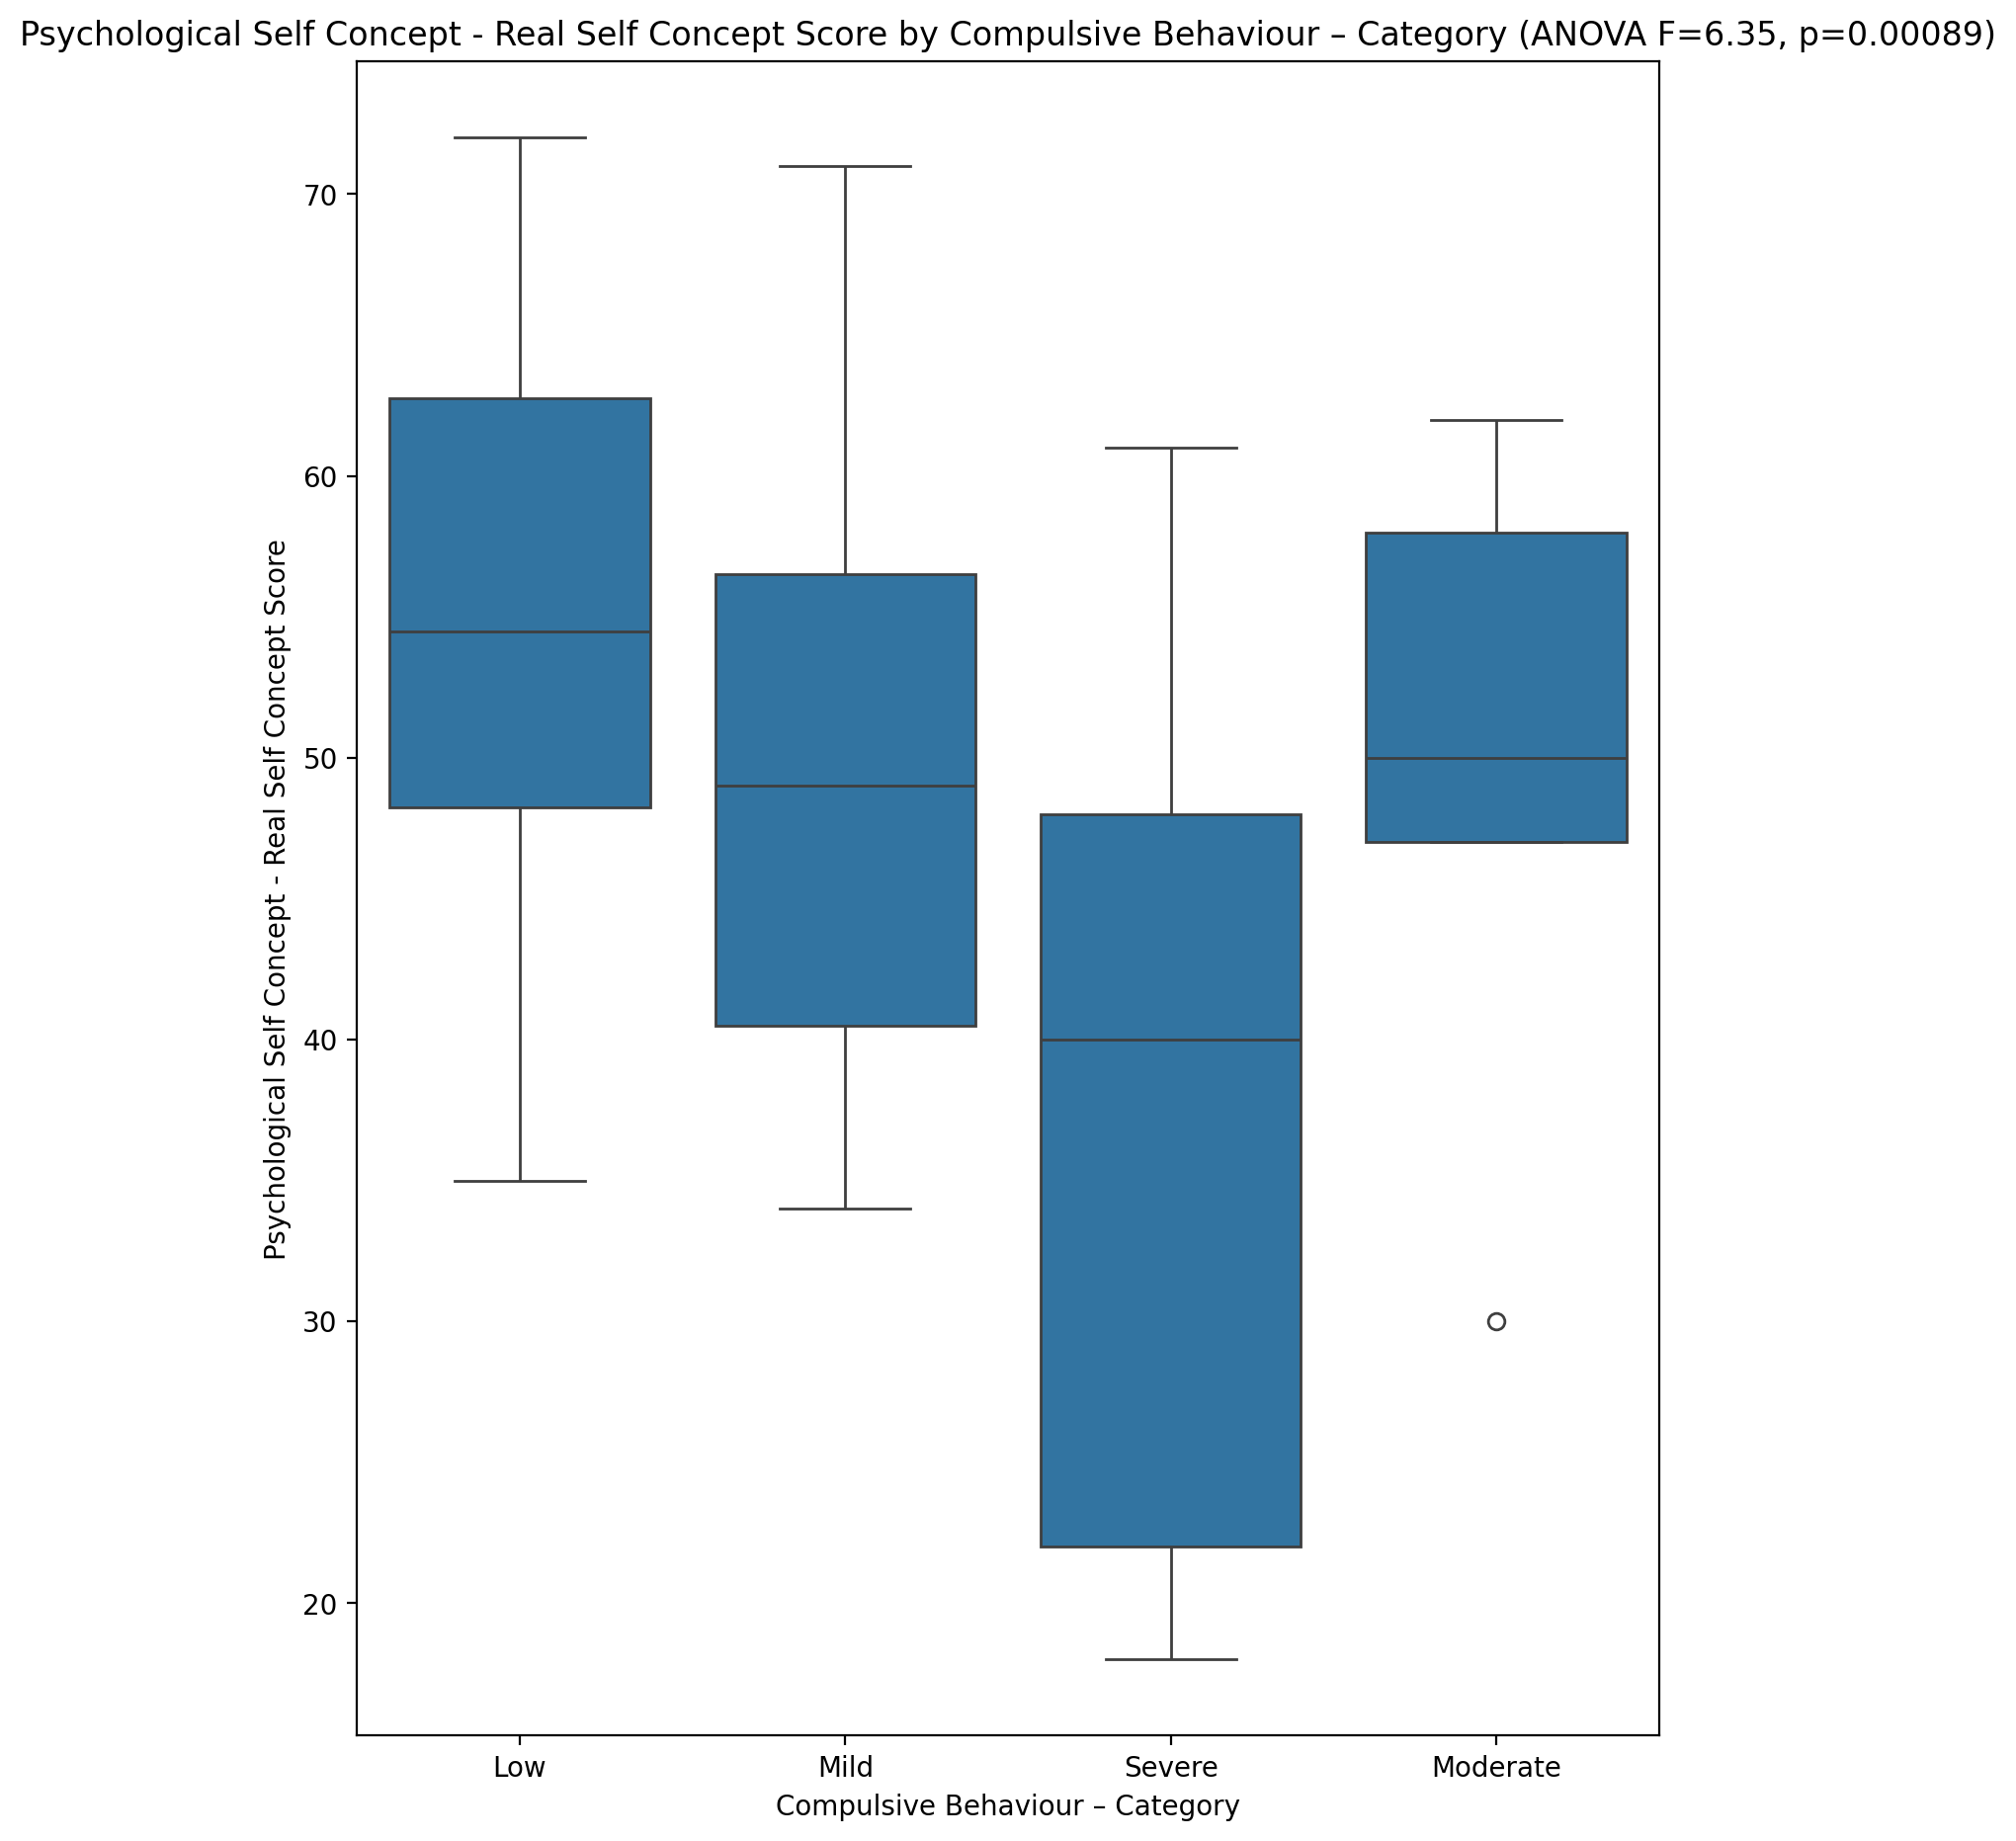 Psychological Self Concept - Real Self Concept Score by Compulsive Behaviour – Category (ANOVA F=6.35, p=0.00089)
Psychological Self Concept - Real Self Concept Score
70
60
50
40
30
20
Low Mild Severe Moderate
Compulsive Behaviour – Category